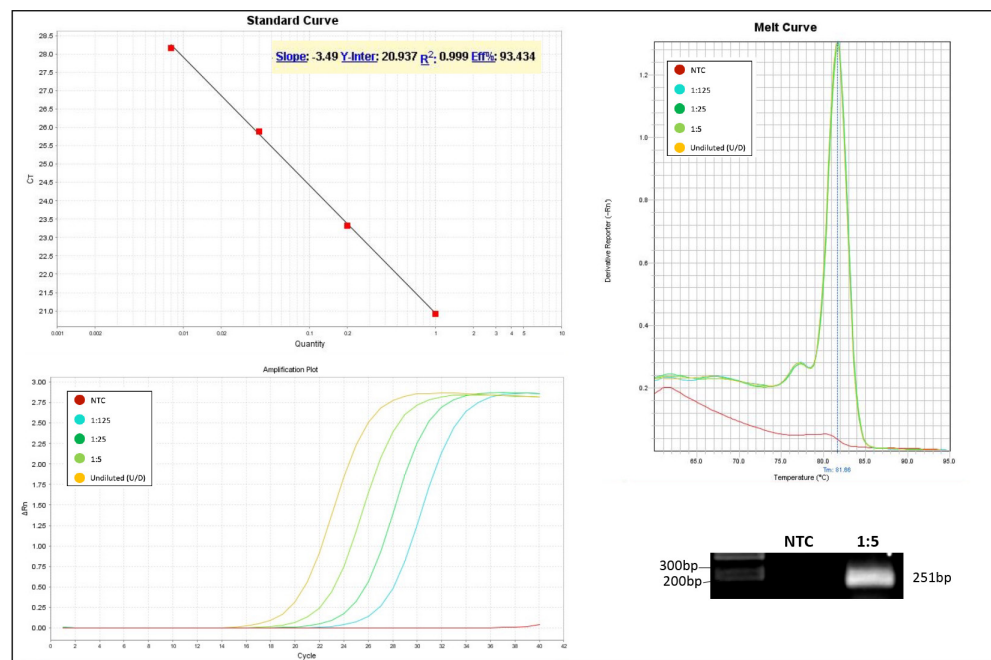 Standard Curve
Slope: -3.49 Y-Inter: 20.937 R²: 0.999 Eff%: 93.434
28.5
28.0
27.5
27.0
26.5
26.0
25.5
25.0
24.5
24.0
23.5
23.0
22.5
22.0
21.5
21.0
CT
0.001
0.002
0.01
0.02
0.1
0.2
1
2
3
4
5
10
Quantity
Amplification Plot
3.00
2.75
2.50
2.25
2.00
1.75
1.50
1.25
1.00
0.75
0.50
0.25
0.00
ΔRn
NTC
1:125
1:25
1:5
Undiluted (U/D)
0 2 4 6 8 10 12 14 16 18 20 22 24 26 28 30 32 34 36 38 40 42
Cycle
Melt Curve
NTC
1:125
1:25
1:5
Undiluted (U/D)
1.2
1.0
0.8
0.6
0.4
0.2
Derivative Reporter (-Rn')
65.0 70.0 75.0 80.0 85.0 90.0 95.0
Tm: 81.66
Temperature (°C)
NTC 1:5
300bp
200bp
251bp